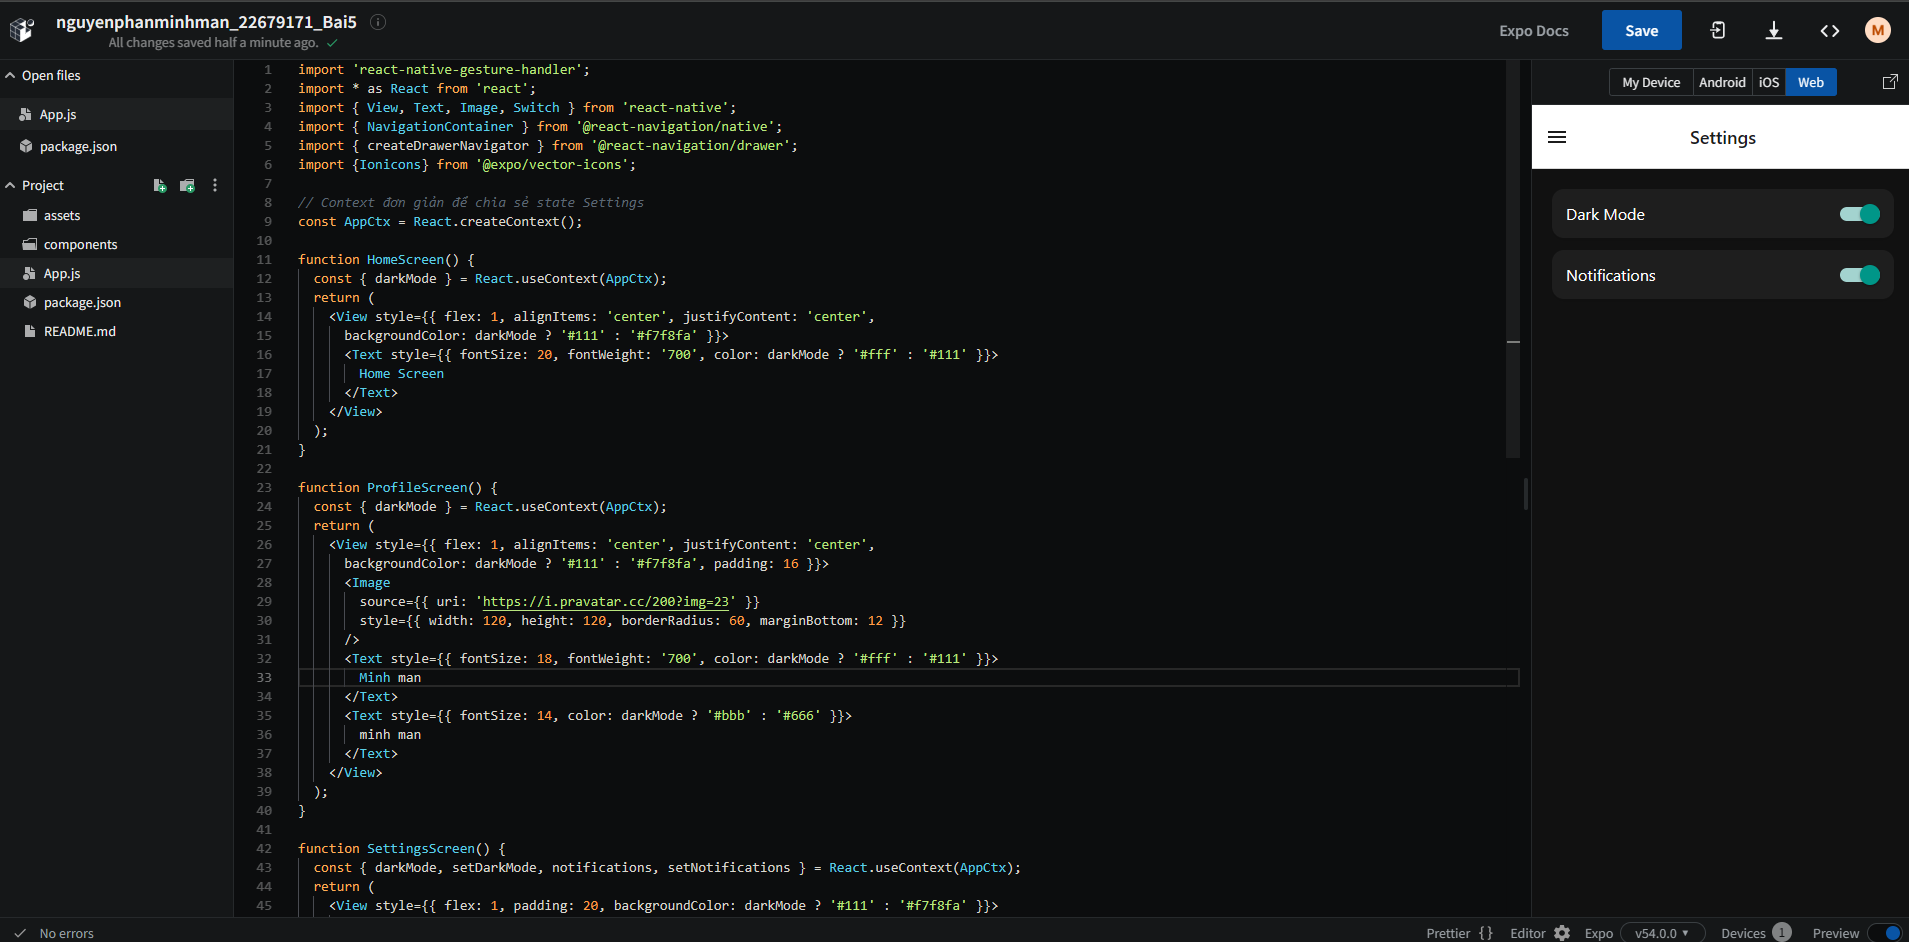 nguyenphanminhman_22679171_Bai5
All changes saved half a minute ago.
Expo Docs
Save
M
Open files
App.js
package.json
Project
assets
components
App.js
package.json
README.md
1 import 'react-native-gesture-handler';
2 import * as React from 'react';
3 import { View, Text, Image, Switch } from 'react-native';
4 import { NavigationContainer } from '@react-navigation/native';
5 import { createDrawerNavigator } from '@react-navigation/drawer';
6 import {Ionicons} from '@expo/vector-icons';
7
8 // Context đơn giản để chia sẻ state Settings
9 const AppCtx = React.createContext();
10
11 function HomeScreen() {
12 const { darkMode } = React.useContext(AppCtx);
13 return (
14 <View style={{ flex: 1, alignItems: 'center', justifyContent: 'center',
15 backgroundColor: darkMode ? '#111' : '#f7f8fa' }}>
16 <Text style={{ fontSize: 20, fontWeight: '700', color: darkMode ? '#fff' : '#111' }}>
17 Home Screen
18 </Text>
19 </View>
20 );
21 }
22
23 function ProfileScreen() {
24 const { darkMode } = React.useContext(AppCtx);
25 return (
26 <View style={{ flex: 1, alignItems: 'center', justifyContent: 'center',
27 backgroundColor: darkMode ? '#111' : '#f7f8fa', padding: 16 }}>
28 <Image
29 source={{ uri: 'https://i.pravatar.cc/200?img=23' }}
30 style={{ width: 120, height: 120, borderRadius: 60, marginBottom: 12 }}
31 />
32 <Text style={{ fontSize: 18, fontWeight: '700', color: darkMode ? '#fff' : '#111' }}>
33 Minh man
34 </Text>
35 <Text style={{ fontSize: 14, color: darkMode ? '#bbb' : '#666' }}>
36 minh man
37 </Text>
38 </View>
39 );
40 }
41
42 function SettingsScreen() {
43 const { darkMode, setDarkMode, notifications, setNotifications } = React.useContext(AppCtx);
44 return (
45 <View style={{ flex: 1, padding: 20, backgroundColor: darkMode ? '#111' : '#f7f8fa' }}>
My Device Android iOS Web
Settings
Dark Mode
Notifications
No errors
Prettier {} Editor Expo v54.0.0 Devices 1 Preview